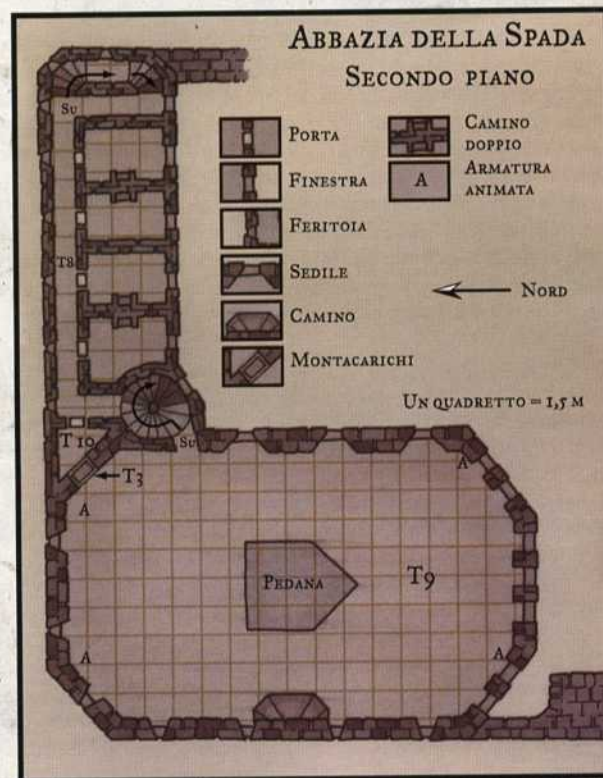 Abbazia della Spada
Secondo piano
Porta
Finestra
Feritoia
Sedile
Camino
Montacarichi
Camino
doppio
A
Armatura
animata
Nord
Un quadretto = 1,5 m
Su
T8
T10
Su
T3
A
A
Pedana
T9
A
A